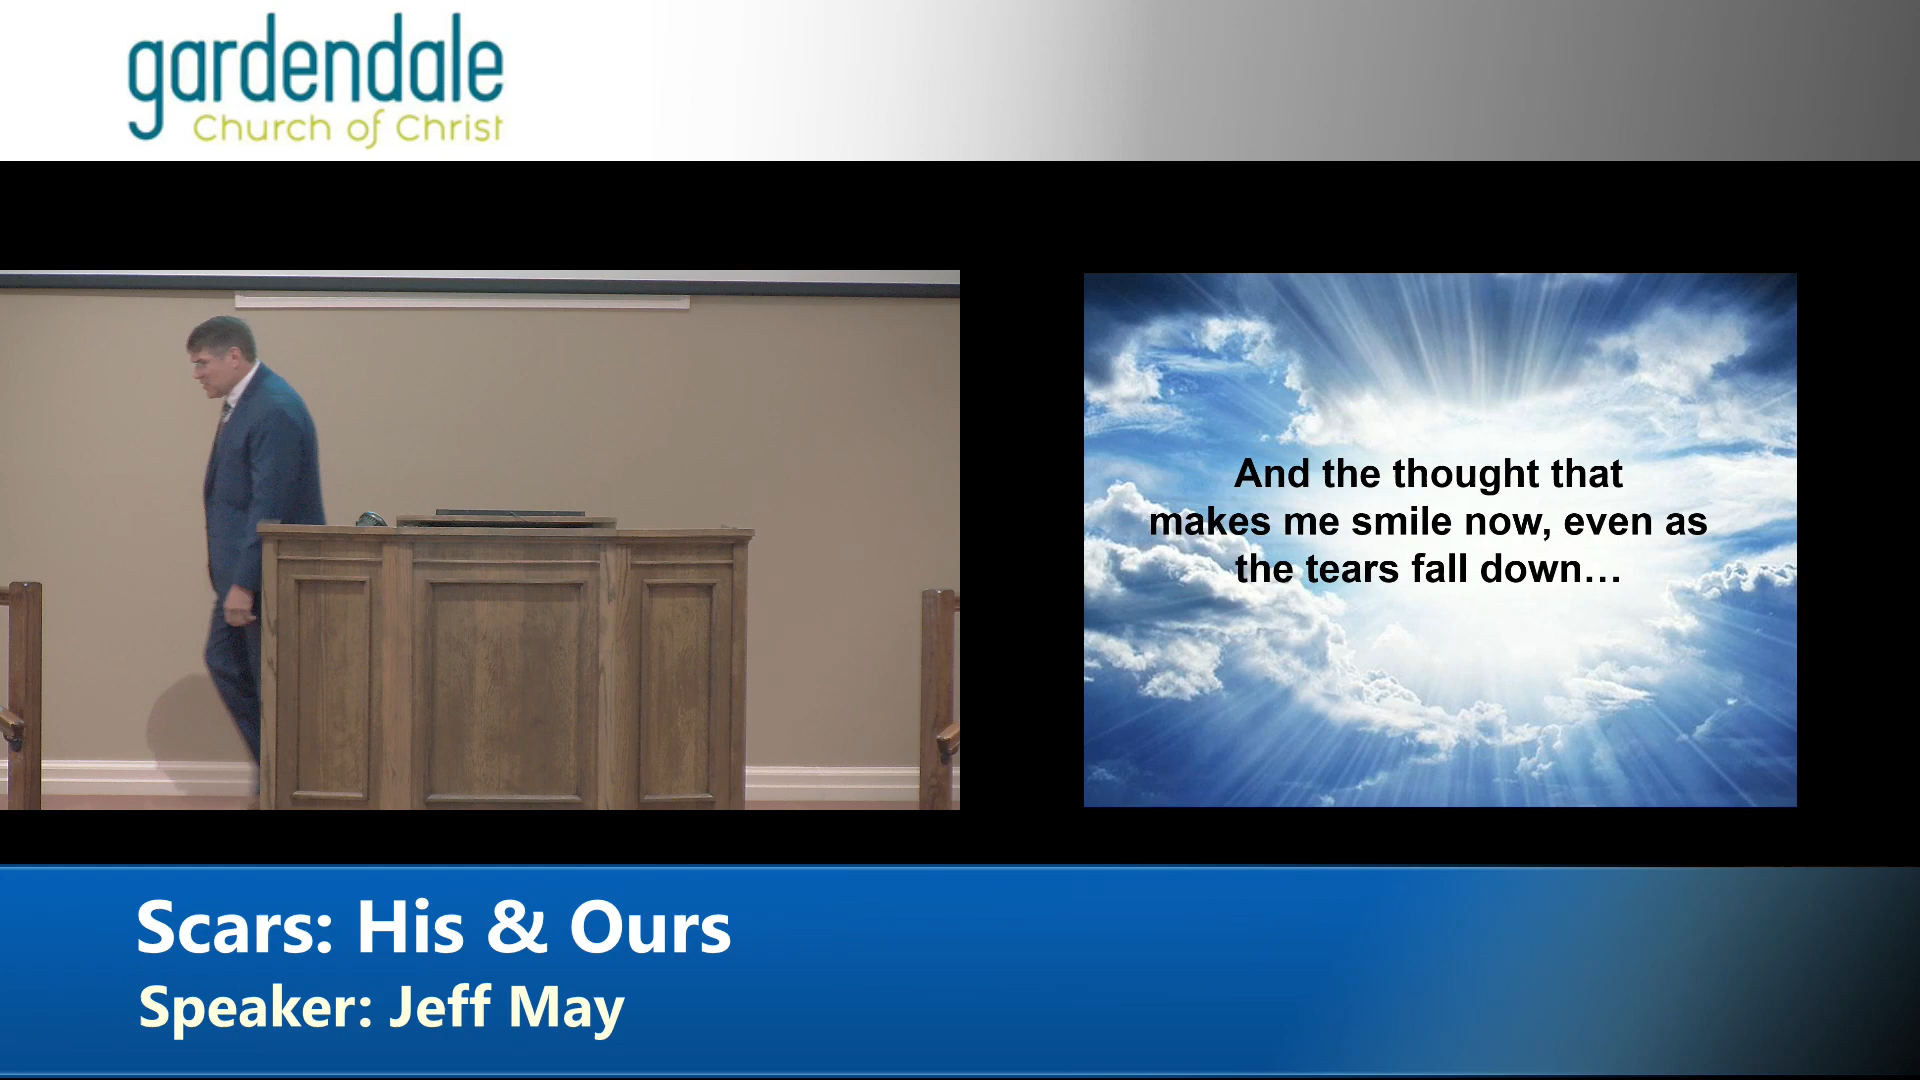 gardendale
Church of Christ
And the thought that
makes me smile now, even as
the tears fall down…
Scars: His & Ours
Speaker: Jeff May